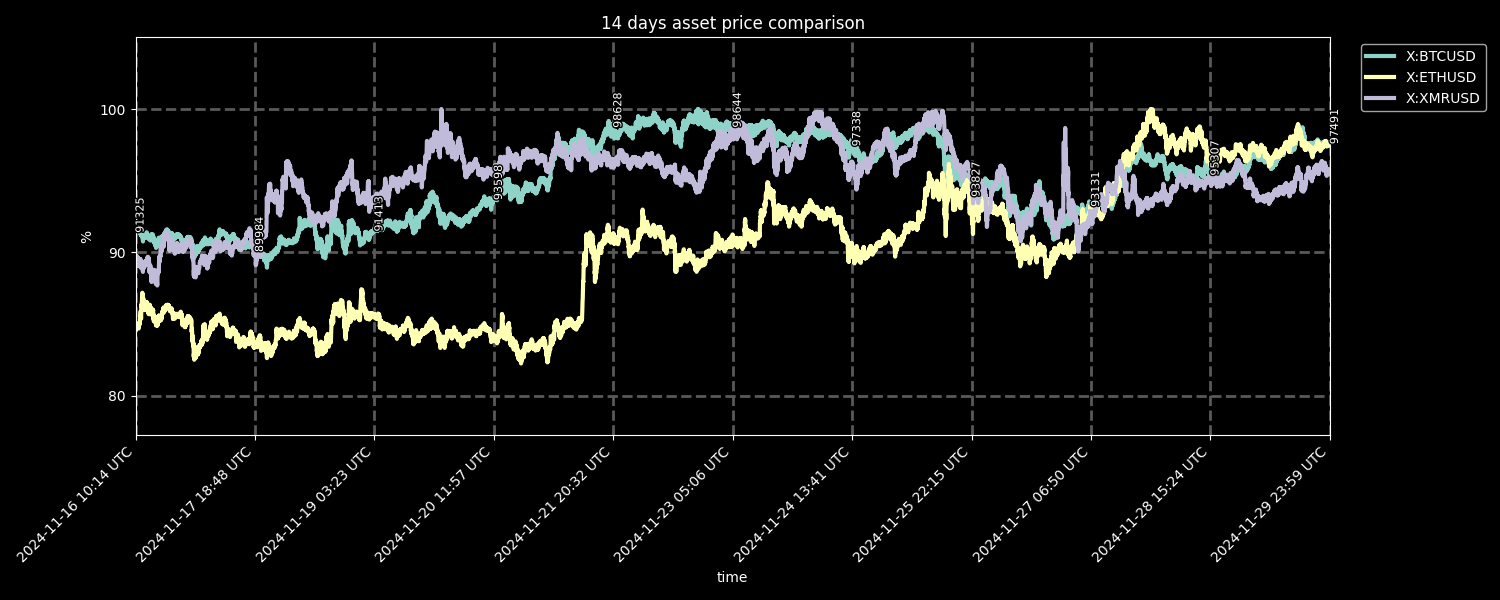 14 days asset price comparison
X:BTCUSD
X:ETHUSD
X:XMRUSD
100
90
80
%
91325
89984
91413
93598
98628
98644
97338
93827
93131
95307
97491
2024-11-16 10:14 UTC
2024-11-17 18:48 UTC
2024-11-19 03:23 UTC
2024-11-20 11:57 UTC
2024-11-21 20:32 UTC
2024-11-23 05:06 UTC
2024-11-24 13:41 UTC
2024-11-25 22:15 UTC
2024-11-27 06:50 UTC
2024-11-28 15:24 UTC
2024-11-29 23:59 UTC
time